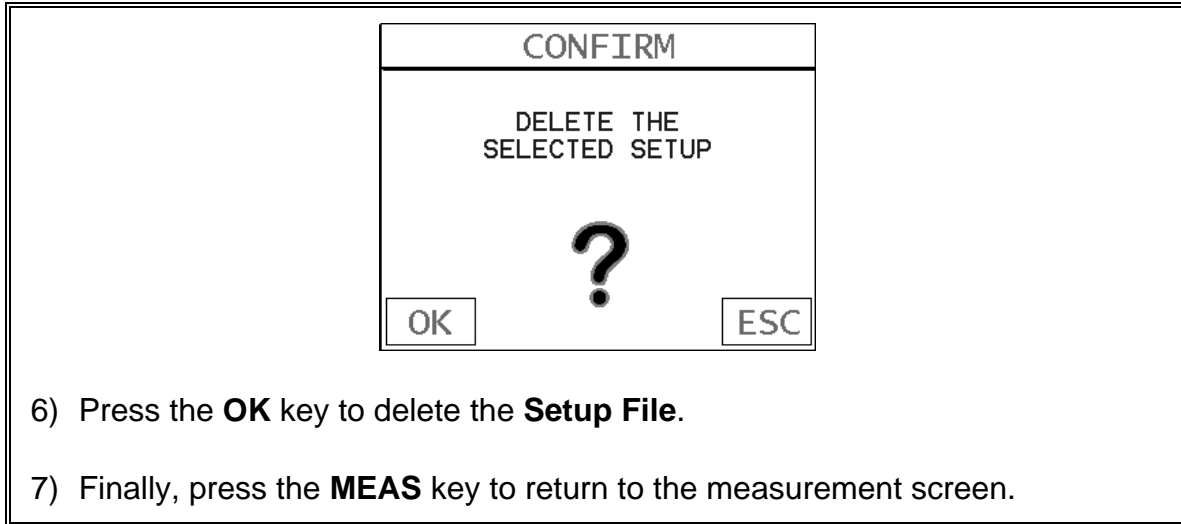 CONFIRM
DELETE THE
SELECTED SETUP
?
OK ESC
6) Press the OK key to delete the Setup File.
7) Finally, press the MEAS key to return to the measurement screen.